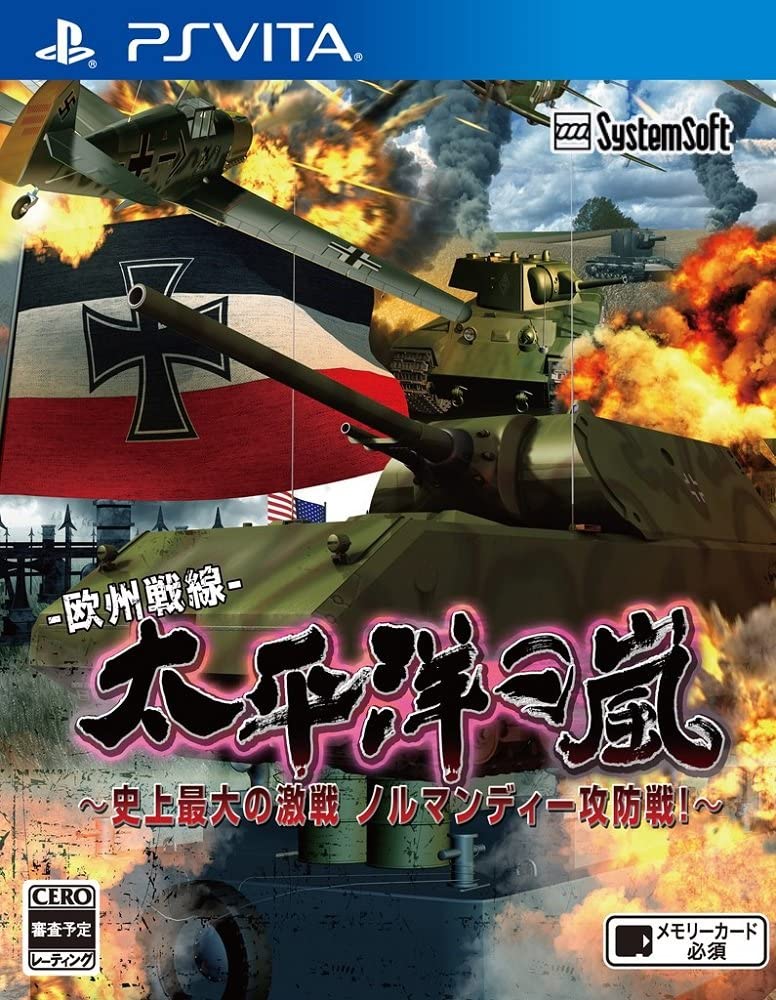 PSVITA
SystemSoft
-欧州戦線-
太平洋の嵐
～史上最大の激戦 ノルマンディー攻防戦！～
CERO
審査予定
レーティング
メモリーカード
必須